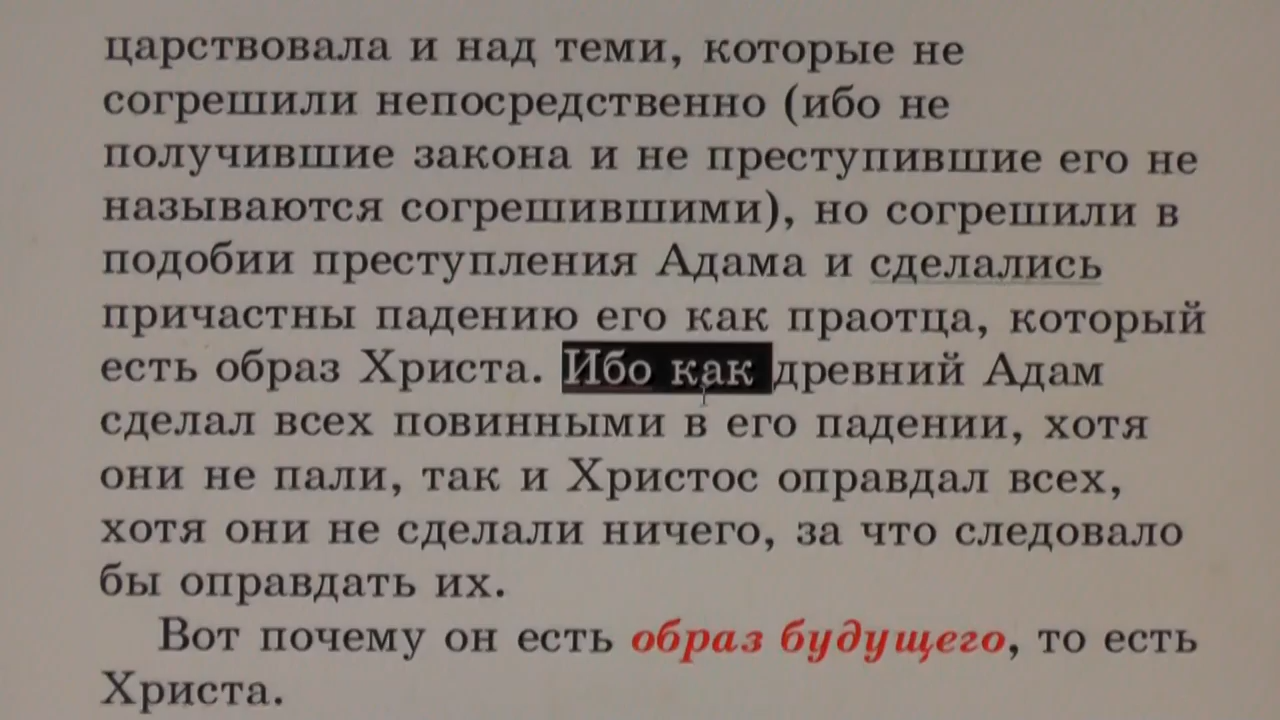 царствовала и над теми, которые не
согрешили непосредственно (ибо не
получившие закона и не преступившие его не
называются согрешившими), но согрешили в
подобии преступления Адама и сделались
причастны падению его как праотца, который
есть образ Христа. Ибо как древний Адам
сделал всех повинными в его падении, хотя
они не пали, так и Христос оправдал всех,
хотя они не сделали ничего, за что следовало
бы оправдать их.
Вот почему он есть образ будущего, то есть
Христа.